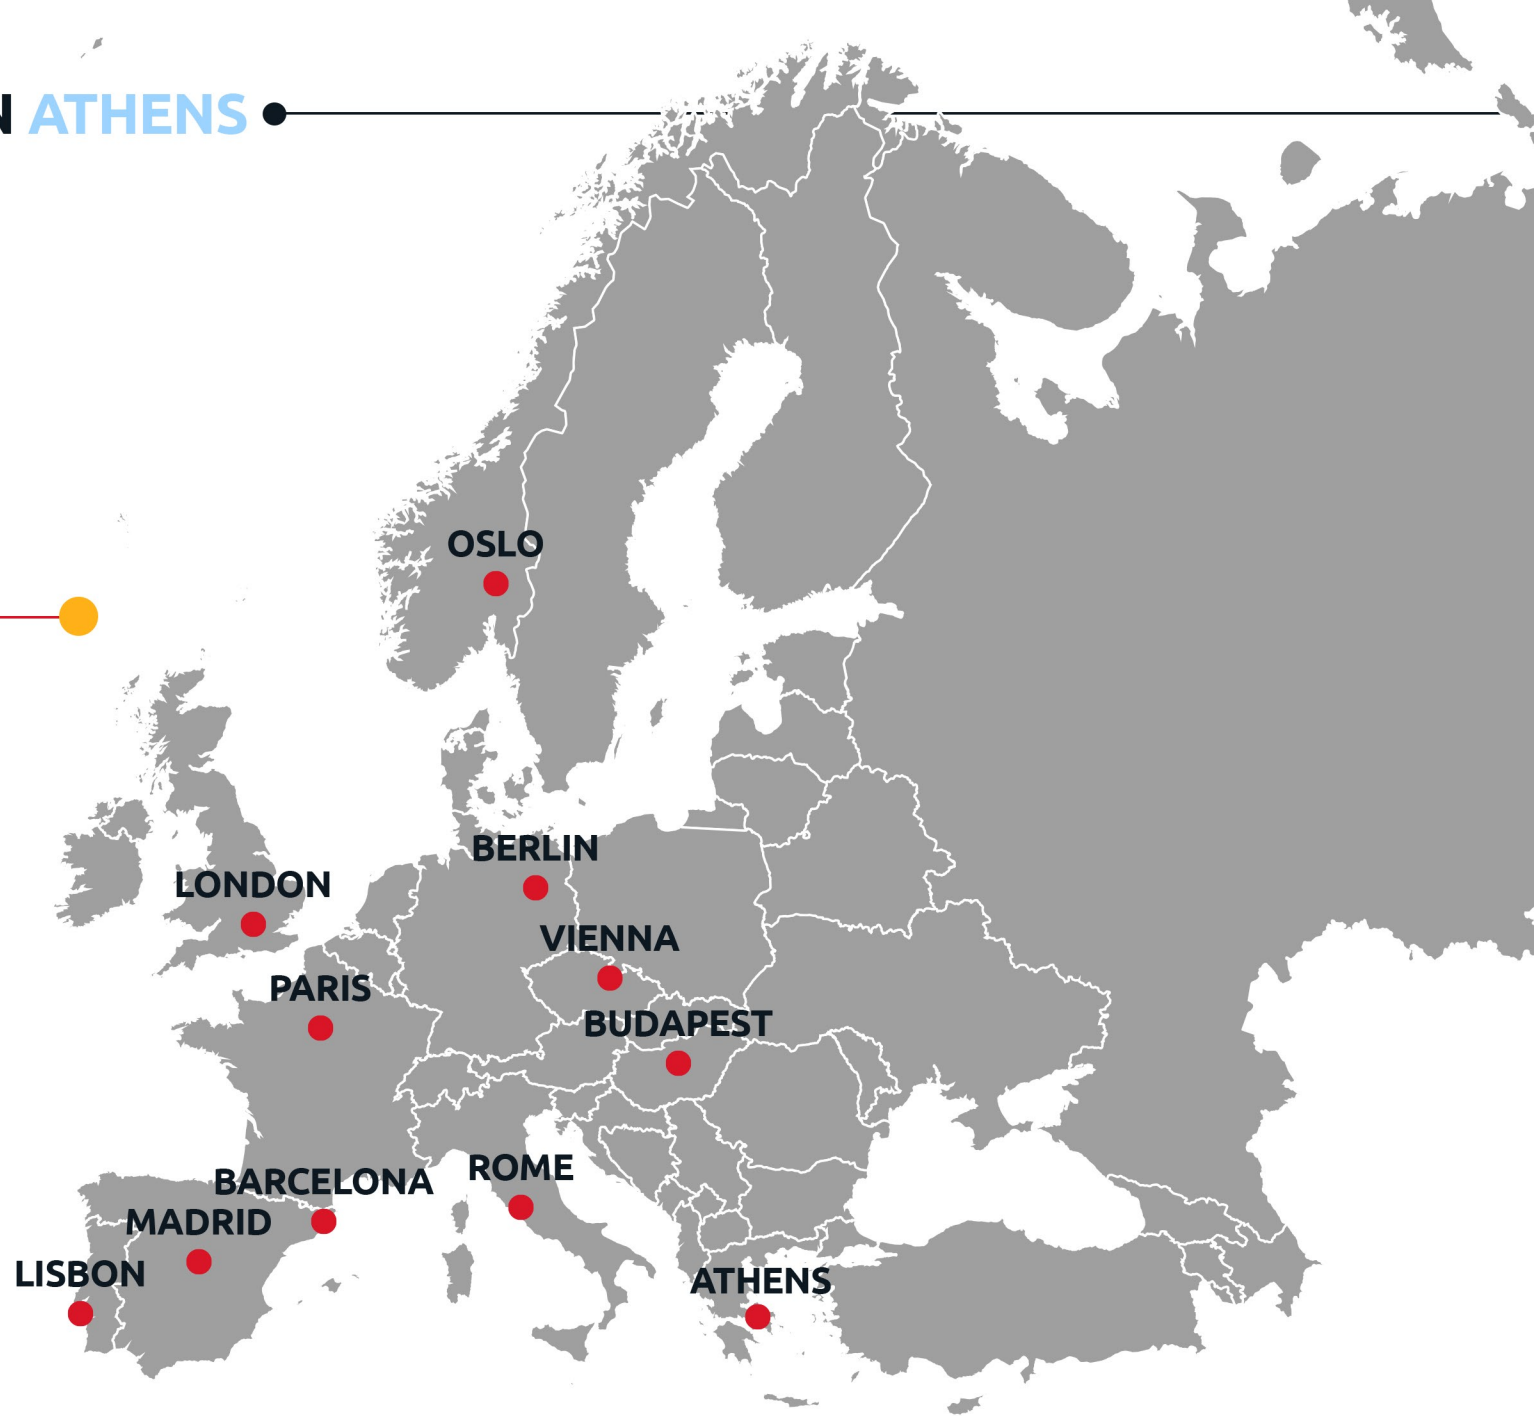 N ATHENS
OSLO
BERLIN
LONDON
VIENNA
PARIS
BUDAPEST
ROME
BARCELONA
MADRID
LISBON
ATHENS